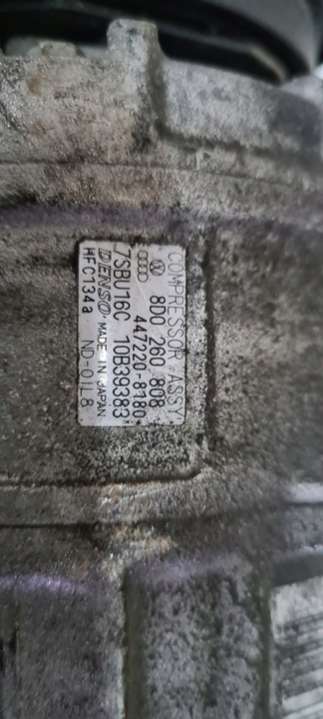 COMPRESSOR ASSY
8D0 260 808
447220-8180
7SBU16C 10B39383
DENSO MADE IN JAPAN
HFC134a ND-OIL8